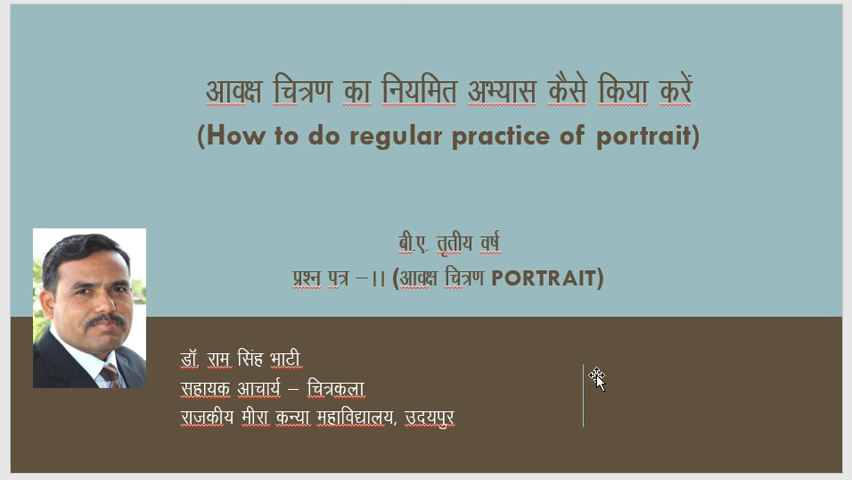 आवक्ष चित्रण का नियमित अभ्यास कैसे किया करें
(How to do regular practice of portrait)
बी.ए. तृतीय वर्ष
प्रश्न पत्र –II (आवक्ष चित्रण PORTRAIT)
डॉ. राम सिंह भाटी
सहायक आचार्य – चित्रकला
राजकीय मीरा कन्या महाविद्यालय, उदयपुर